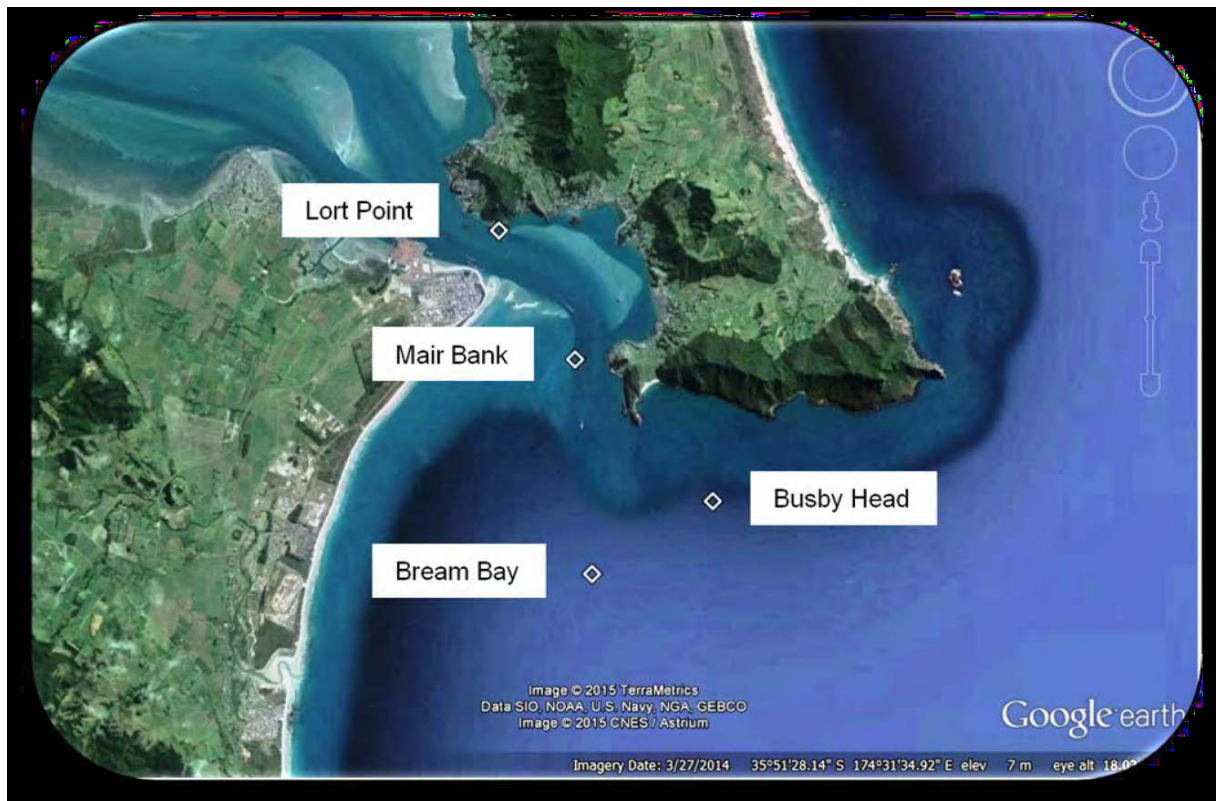 Lort Point
Mair Bank
Busby Head
Bream Bay
Image © 2015 TerraMetrics
Data SIO, NOAA, U.S. Navy, NGA, GEBCO
Image © 2015 CNES / Astrium
Google earth
Imagery Date: 3/27/2014 35°51'28.14" S 174°31'34.92" E elev 7 m eye alt